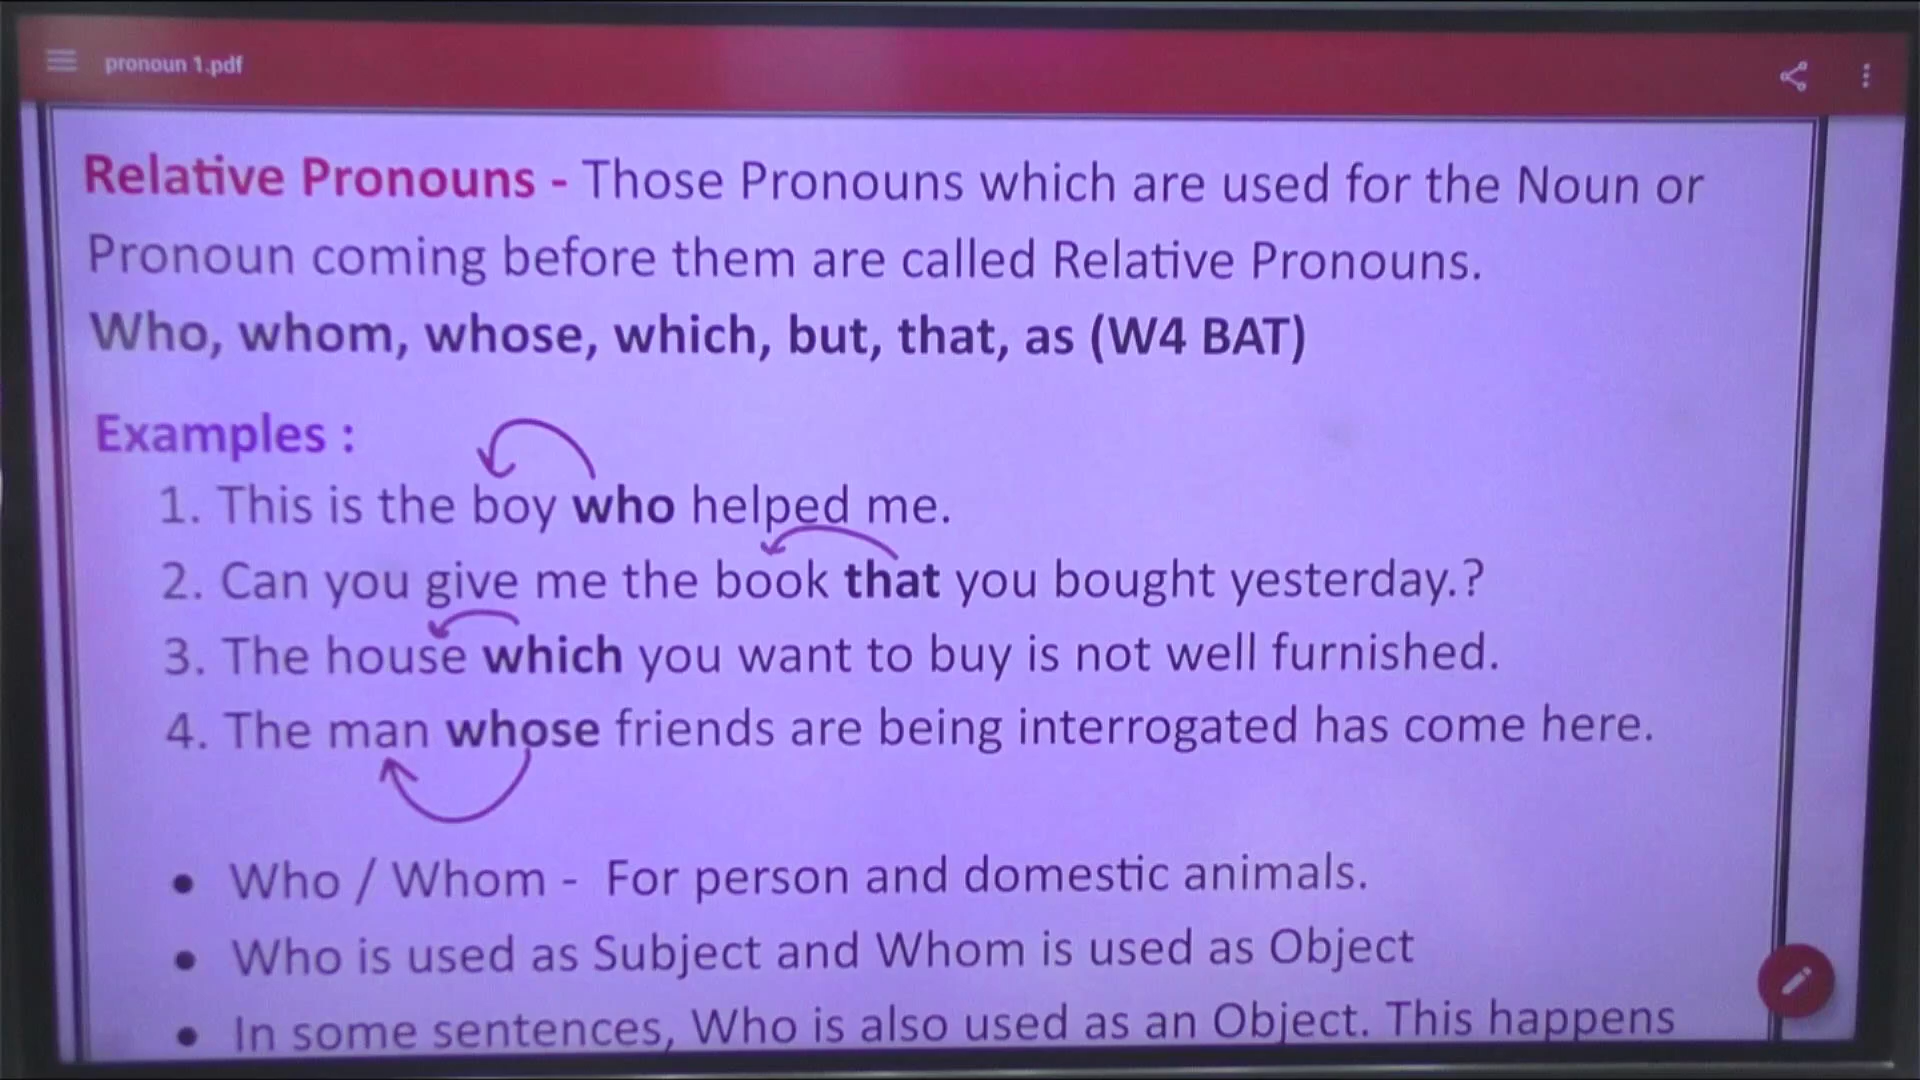 pronoun 1.pdf
Relative Pronouns - Those Pronouns which are used for the Noun or
Pronoun coming before them are called Relative Pronouns.
Who, whom, whose, which, but, that, as (W4 BAT)
Examples :
1. This is the boy who helped me.
2. Can you give me the book that you bought yesterday.?
3. The house which you want to buy is not well furnished.
4. The man whose friends are being interrogated has come here.
• Who / Whom - For person and domestic animals.
• Who is used as Subject and Whom is used as Object
• In some sentences, Who is also used as an Object. This happens